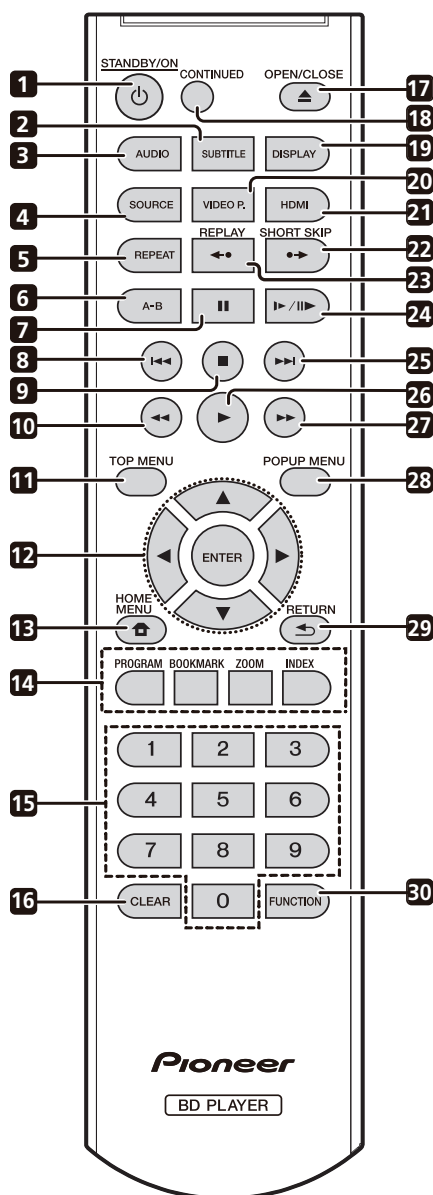 STANDBY/ON CONTINUED OPEN/CLOSE
1 17
2 18
3 AUDIO SUBTITLE DISPLAY 19
20
4 SOURCE VIDEO P. HDMI 21
REPLAY SHORT SKIP 22
5 REPEAT
23
6 A-B
7 24
8 25
9 26
10 27
11 TOP MENU POPUP MENU 28
12 ENTER
HOME
MENU RETURN
13 29
14 PROGRAM BOOKMARK ZOOM INDEX
1 2 3
15 4 5 6
7 8 9
16 CLEAR 0 FUNCTION 30
Pioneer
BD PLAYER